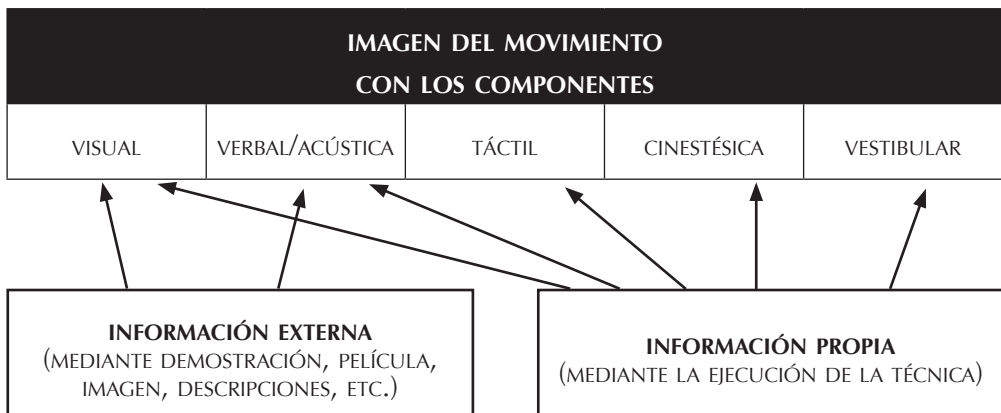 IMAGEN DEL MOVIMIENTO
CON LOS COMPONENTES
VISUAL
VERBAL/ACÚSTICA
TÁCTIL
CINESTÉSICA
VESTIBULAR
INFORMACIÓN EXTERNA
(MEDIANTE DEMOSTRACIÓN, PELÍCULA,
IMAGEN, DESCRIPCIONES, ETC.)
INFORMACIÓN PROPIA
(MEDIANTE LA EJECUCIÓN DE LA TÉCNICA)